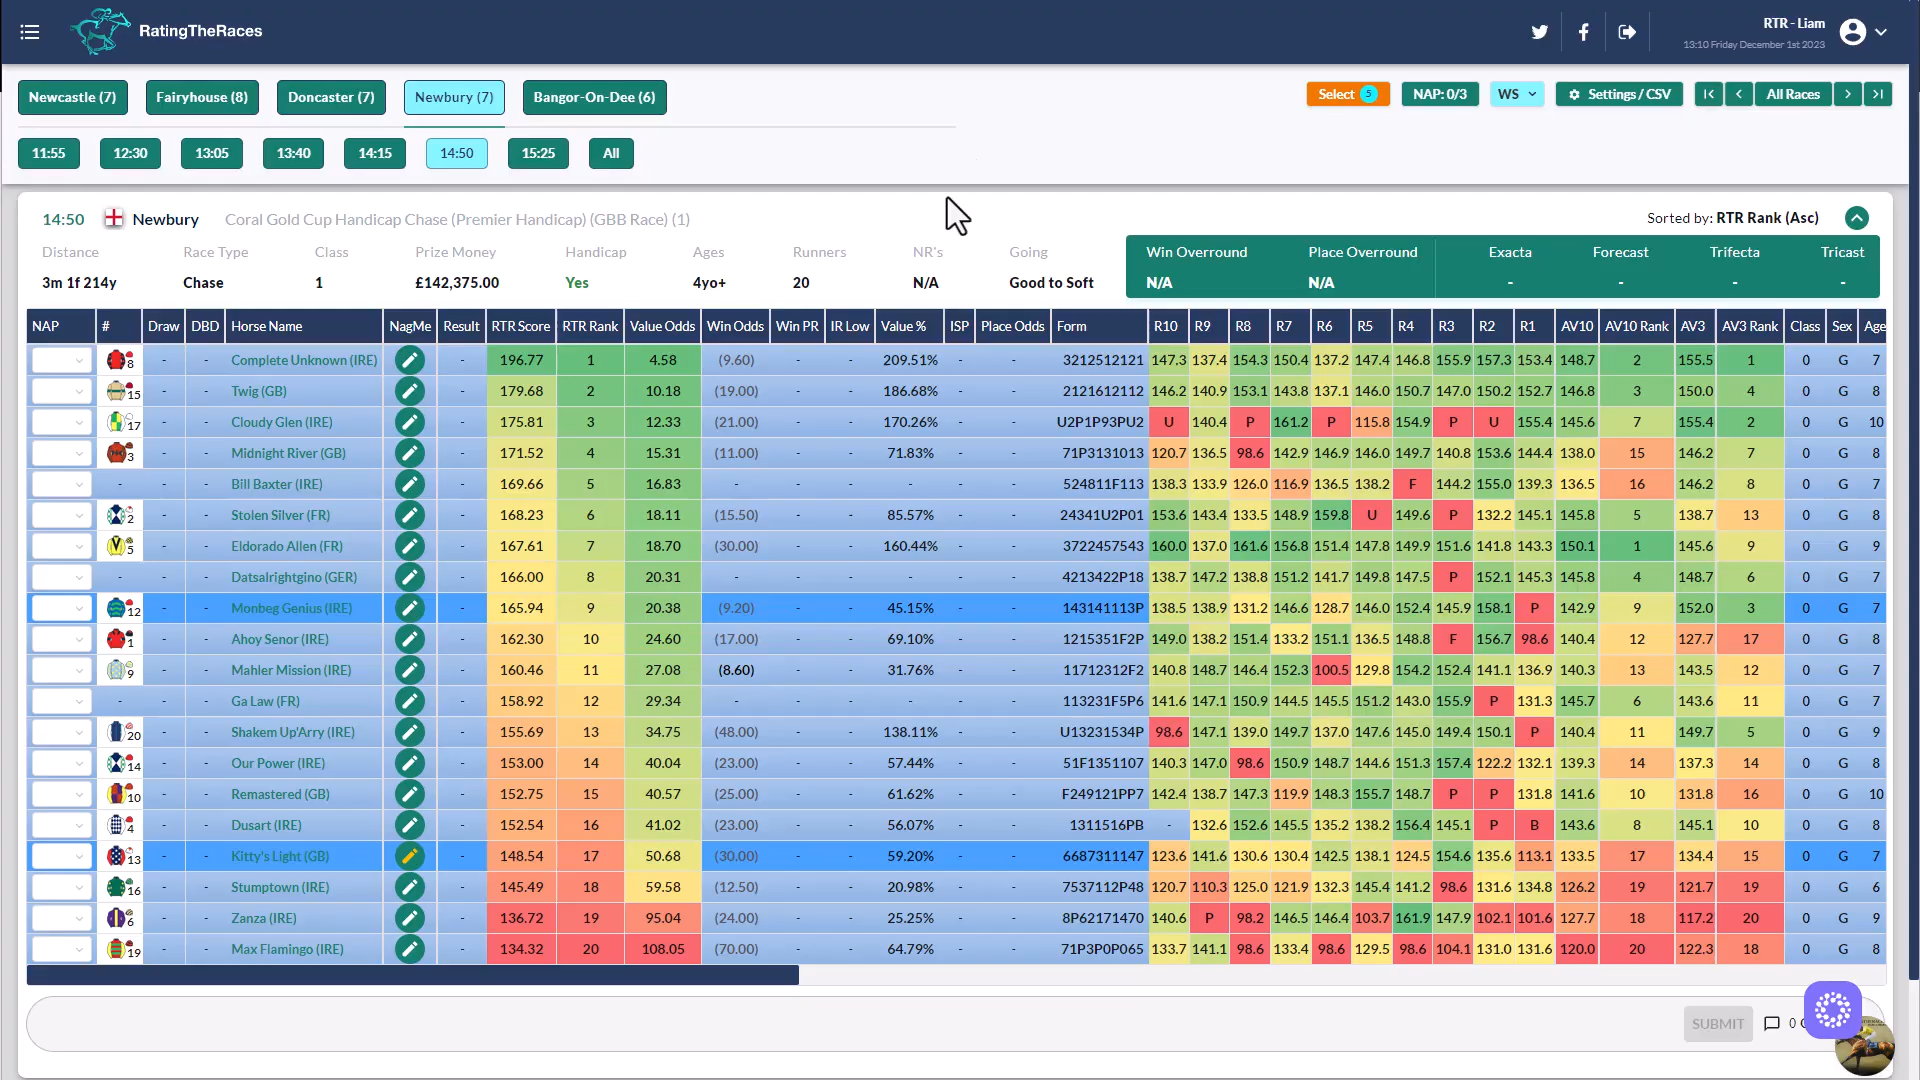 RatingTheRaces
RTR - Liam
13:10 Friday December 1st 2023
Newcastle (7) Fairyhouse (8) Doncaster (7) Newbury (7) Bangor-On-Dee (6)
Select 5 NAP: 0/3 WS Settings / CSV All Races
11:55 12:30 13:05 13:40 14:15 14:50 15:25 All
14:50 Newbury Coral Gold Cup Handicap Chase (Premier Handicap) (GBB Race) (1) Sorted by: RTR Rank (Asc)
Distance Race Type Class Prize Money Handicap Ages Runners NR's Going Win Overround Place Overround Exacta Forecast Trifecta Tricast
3m 1f 214y Chase 1 £142,375.00 Yes 4yo+ 20 N/A Good to Soft N/A N/A - - - -
NAP # Draw DBD Horse Name NagMe Result RTR Score RTR Rank Value Odds Win Odds Win PR IR Low Value % ISP Place Odds Form R10 R9 R8 R7 R6 R5 R4 R3 R2 R1 AV10 AV10 Rank AV3 AV3 Rank Class Sex Age
8 - - Complete Unknown (IRE) - 196.77 1 4.58 (9.60) - - 209.51% - - 3212512121 147.3 137.4 154.3 150.4 137.2 147.4 146.8 155.9 157.3 153.4 148.7 2 155.5 1 0 G 7
15 - - Twig (GB) - 179.68 2 10.18 (19.00) - - 186.68% - - 2121612112 146.2 140.9 153.1 143.8 137.1 146.0 150.7 147.0 150.2 152.7 146.8 3 150.0 4 0 G 8
17 - - Cloudy Glen (IRE) - 175.81 3 12.33 (21.00) - - 170.26% - - U2P1P93PU2 U 140.4 P 161.2 P 115.8 154.9 P U 155.4 145.6 7 155.4 2 0 G 10
3 - - Midnight River (GB) - 171.52 4 15.31 (11.00) - - 71.83% - - 71P3131013 120.7 136.5 98.6 142.9 146.9 146.0 149.7 140.8 153.6 144.4 138.0 15 146.2 7 0 G 8
- - - Bill Baxter (IRE) - 169.66 5 16.83 - - - - - - 524811F113 138.3 133.9 126.0 116.9 136.5 138.2 F 144.2 155.0 139.3 136.5 16 146.2 8 0 G 7
2 - - Stolen Silver (FR) - 168.23 6 18.11 (15.50) - - 85.57% - - 24341U2P01 153.6 143.4 133.5 148.9 159.8 U 149.6 P 132.2 145.1 145.8 5 138.7 13 0 G 8
5 - - Eldorado Allen (FR) - 167.61 7 18.70 (30.00) - - 160.44% - - 3722457543 160.0 137.0 161.6 156.8 151.4 147.8 149.9 151.6 141.8 143.3 150.1 1 145.6 9 0 G 9
- - - Datsalrightgino (GER) - 166.00 8 20.31 - - - - - - 4213422P18 138.7 147.2 138.8 151.2 141.7 149.8 147.5 P 152.1 145.3 145.8 4 148.7 6 0 G 7
12 - - Monbeg Genius (IRE) - 165.94 9 20.38 (9.20) - - 45.15% - - 143141113P 138.5 138.9 131.2 146.6 128.7 146.0 152.4 145.9 158.1 P 142.9 9 152.0 3 0 G 7
1 - - Ahoy Senor (IRE) - 162.30 10 24.60 (17.00) - - 69.10% - - 1215351F2P 149.0 138.2 151.4 133.2 151.1 136.5 148.8 F 156.7 98.6 140.4 12 127.7 17 0 G 8
9 - - Mahler Mission (IRE) - 160.46 11 27.08 (8.60) - - 31.76% - - 11712312F2 140.8 148.7 146.4 152.3 100.5 129.8 154.2 152.4 141.1 136.9 140.3 13 143.5 12 0 G 7
- - - Ga Law (FR) - 158.92 12 29.34 - - - - - - 113231F5P6 141.6 147.1 150.9 144.5 145.5 151.2 143.0 155.9 P 131.3 145.7 6 143.6 11 0 G 7
20 - - Shakem Up'Arry (IRE) - 155.69 13 34.75 (48.00) - - 138.11% - - U13231534P 98.6 147.1 139.0 149.7 137.0 147.6 145.0 149.4 150.1 P 140.4 11 149.7 5 0 G 9
14 - - Our Power (IRE) - 153.00 14 40.04 (23.00) - - 57.44% - - 51F1351107 140.3 147.0 98.6 150.9 148.7 144.6 151.3 157.4 122.2 132.1 139.3 14 137.3 14 0 G 8
10 - - Remastered (GB) - 152.75 15 40.57 (25.00) - - 61.62% - - F249121PP7 142.4 138.7 147.3 119.9 148.3 155.7 148.7 P P 131.8 141.6 10 131.8 16 0 G 10
4 - - Dusart (IRE) - 152.54 16 41.02 (23.00) - - 56.07% - - 1311516PB - 132.6 152.6 145.5 135.2 138.2 156.4 145.1 P B 143.6 8 145.1 10 0 G 8
13 - - Kitty's Light (GB) - 148.54 17 50.68 (30.00) - - 59.20% - - 6687311147 123.6 141.6 130.6 130.4 142.5 138.1 124.5 154.6 135.6 113.1 133.5 17 134.4 15 0 G 7
16 - - Stumptown (IRE) - 145.49 18 59.58 (12.50) - - 20.98% - - 7537112P48 120.7 110.3 125.0 121.9 132.3 145.4 141.2 98.6 131.6 134.8 126.2 19 121.7 19 0 G 6
6 - - Zanza (IRE) - 136.72 19 95.04 (24.00) - - 25.25% - - 8P62171470 140.6 P 98.2 146.5 146.4 103.7 161.9 147.9 102.1 101.6 127.7 18 117.2 20 0 G 9
19 - - Max Flamingo (IRE) - 134.32 20 108.05 (70.00) - - 64.79% - - 71P3P0P065 133.7 141.1 98.6 133.4 98.6 129.5 98.6 104.1 131.0 131.6 120.0 20 122.3 18 0 G 8
SUBMIT 0